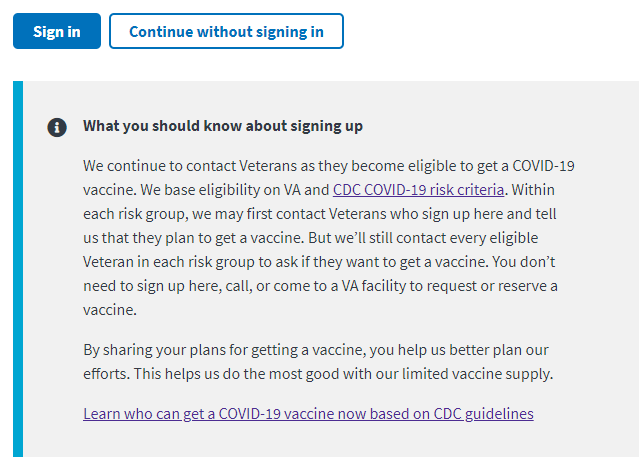 Sign in
Continue without signing in
What you should know about signing up
We continue to contact Veterans as they become eligible to get a COVID-19
vaccine. We base eligibility on VA and CDC COVID-19 risk criteria. Within
each risk group, we may first contact Veterans who sign up here and tell
us that they plan to get a vaccine. But we’ll still contact every eligible
Veteran in each risk group to ask if they want to get a vaccine. You don’t
need to sign up here, call, or come to a VA facility to request or reserve a
vaccine.
By sharing your plans for getting a vaccine, you help us better plan our
efforts. This helps us do the most good with our limited vaccine supply.
Learn who can get a COVID-19 vaccine now based on CDC guidelines